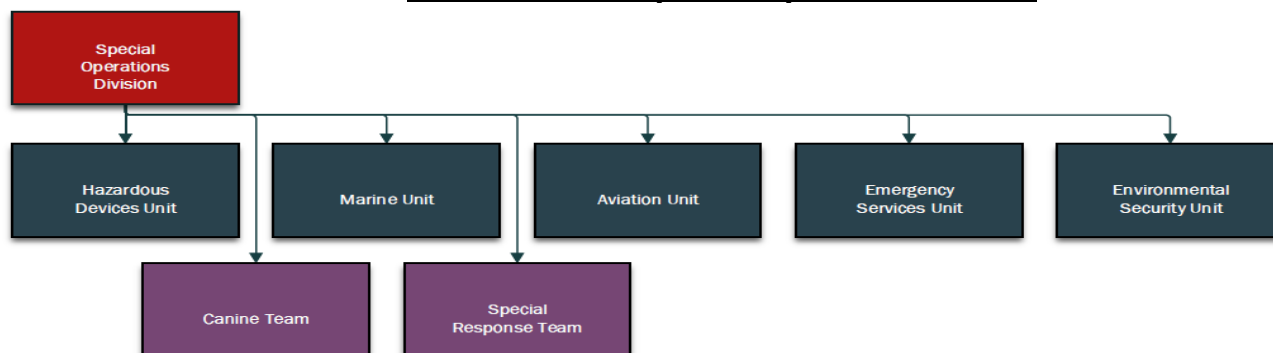 Special
Operations
Division
Hazardous
Devices Unit
Marine Unit
Aviation Unit
Emergency
Services Unit
Environmental
Security Unit
Canine Team
Special
Response Team